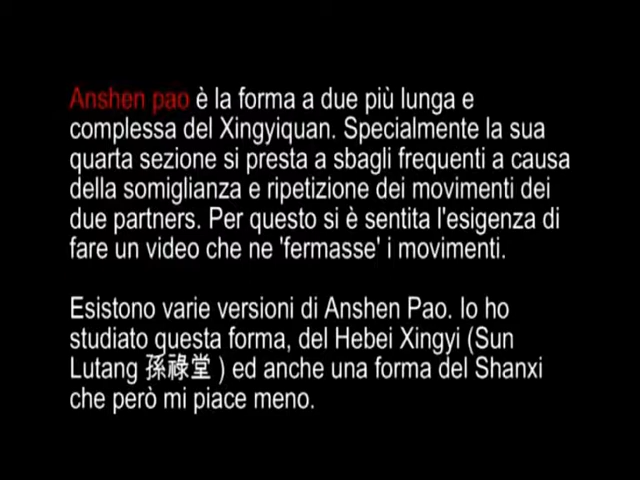 Anshen pao è la forma a due più lunga e
complessa del Xingyiquan. Specialmente la sua
quarta sezione si presta a sbagli frequenti a causa
della somiglianza e ripetizione dei movimenti dei
due partners. Per questo si è sentita l'esigenza di
fare un video che ne 'fermasse' i movimenti.
Esistono varie versioni di Anshen Pao. Io ho
studiato questa forma, del Hebei Xingyi (Sun
Lutang 孫祿堂 ) ed anche una forma del Shanxi
che però mi piace meno.